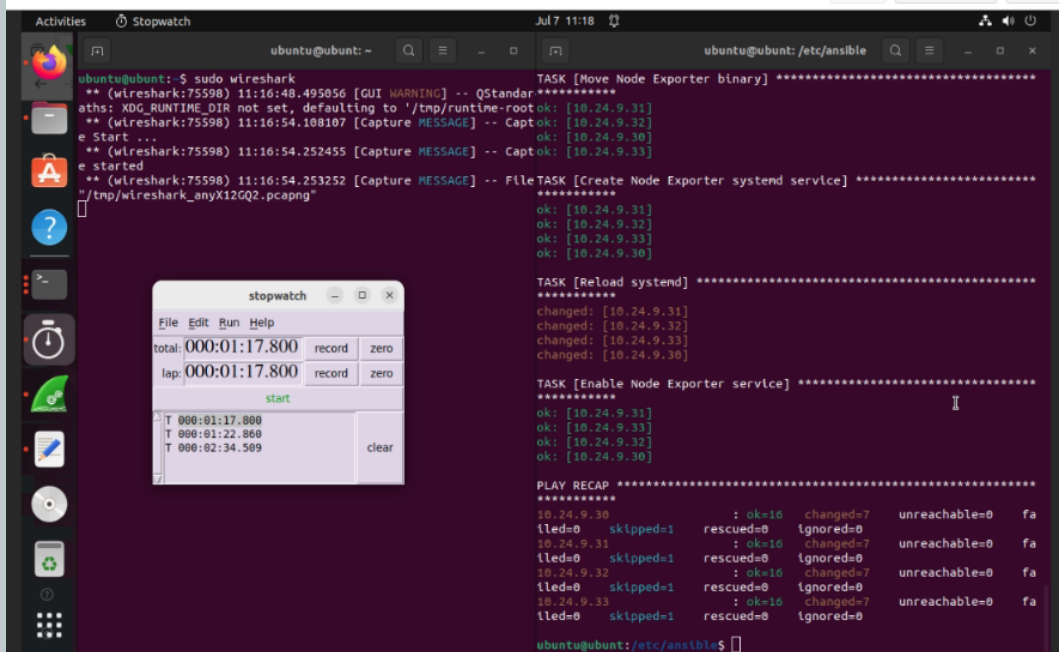 Activities
Stopwatch
Jul 7 11:18
ubuntu@ubunt: ~
ubuntu@ubunt:~$ sudo wireshark
** (wireshark:75598) 11:16:48.495056 [GUI WARNING] -- QStandar
aths: XDG_RUNTIME_DIR not set, defaulting to '/tmp/runtime-root
** (wireshark:75598) 11:16:54.108107 [Capture MESSAGE] -- Capt
e Start ...
** (wireshark:75598) 11:16:54.252455 [Capture MESSAGE] -- Capt
e started
** (wireshark:75598) 11:16:54.253252 [Capture MESSAGE] -- File
"/tmp/wireshark_anyX12GQ2.pcapng"
stopwatch
File Edit Run Help
total: 000:01:17.800 record zero
lap: 000:01:17.800 record zero
start
T 000:01:17.800
T 000:01:22.860
T 000:02:34.509
clear
ubuntu@ubunt: /etc/ansible
TASK [Move Node Exporter binary] ************************************
***********
ok: [10.24.9.31]
ok: [10.24.9.32]
ok: [10.24.9.30]
ok: [10.24.9.33]
TASK [Create Node Exporter systemd service] **************************
***********
ok: [10.24.9.31]
ok: [10.24.9.32]
ok: [10.24.9.33]
ok: [10.24.9.30]
TASK [Reload systemd] **********************************************
***********
changed: [10.24.9.31]
changed: [10.24.9.32]
changed: [10.24.9.33]
changed: [10.24.9.30]
TASK [Enable Node Exporter service] *********************************
***********
ok: [10.24.9.31]
ok: [10.24.9.33]
ok: [10.24.9.32]
ok: [10.24.9.30]
PLAY RECAP ********************************************************
***********
10.24.9.30 : ok=16 changed=7 unreachable=0 fa
iled=0 skipped=1 rescued=0 ignored=0
10.24.9.31 : ok=16 changed=7 unreachable=0 fa
iled=0 skipped=1 rescued=0 ignored=0
10.24.9.32 : ok=16 changed=7 unreachable=0 fa
iled=0 skipped=1 rescued=0 ignored=0
10.24.9.33 : ok=16 changed=7 unreachable=0 fa
iled=0 skipped=1 rescued=0 ignored=0
ubuntu@ubunt:/etc/ansible$